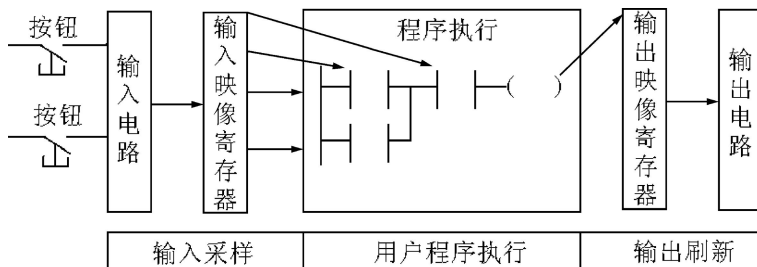 按钮
按钮
输入电路
输入映像寄存器
程序执行
输出映像寄存器
输出电路
输入采样
用户程序执行
输出刷新